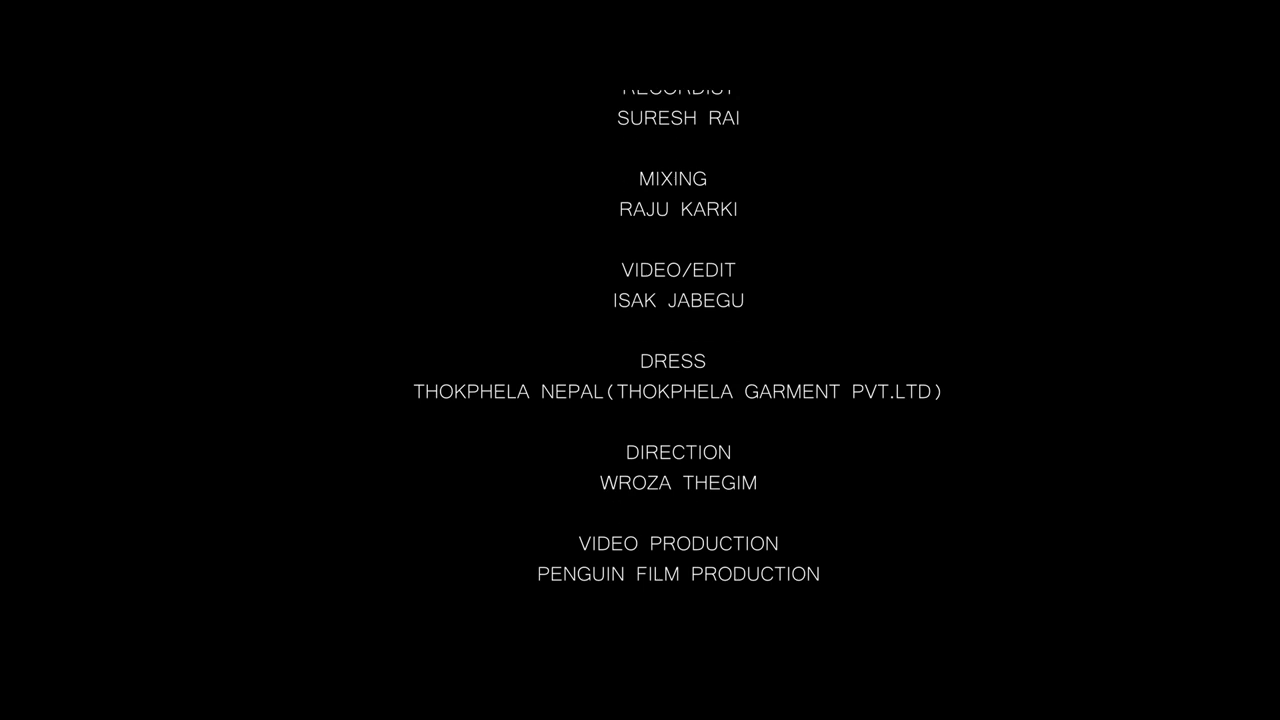 RECORDIST
SURESH RAI
MIXING
RAJU KARKI
VIDEO/EDIT
ISAK JABEGU
DRESS
THOKPHELA NEPAL(THOKPHELA GARMENT PVT.LTD)
DIRECTION
WROZA THEGIM
VIDEO PRODUCTION
PENGUIN FILM PRODUCTION